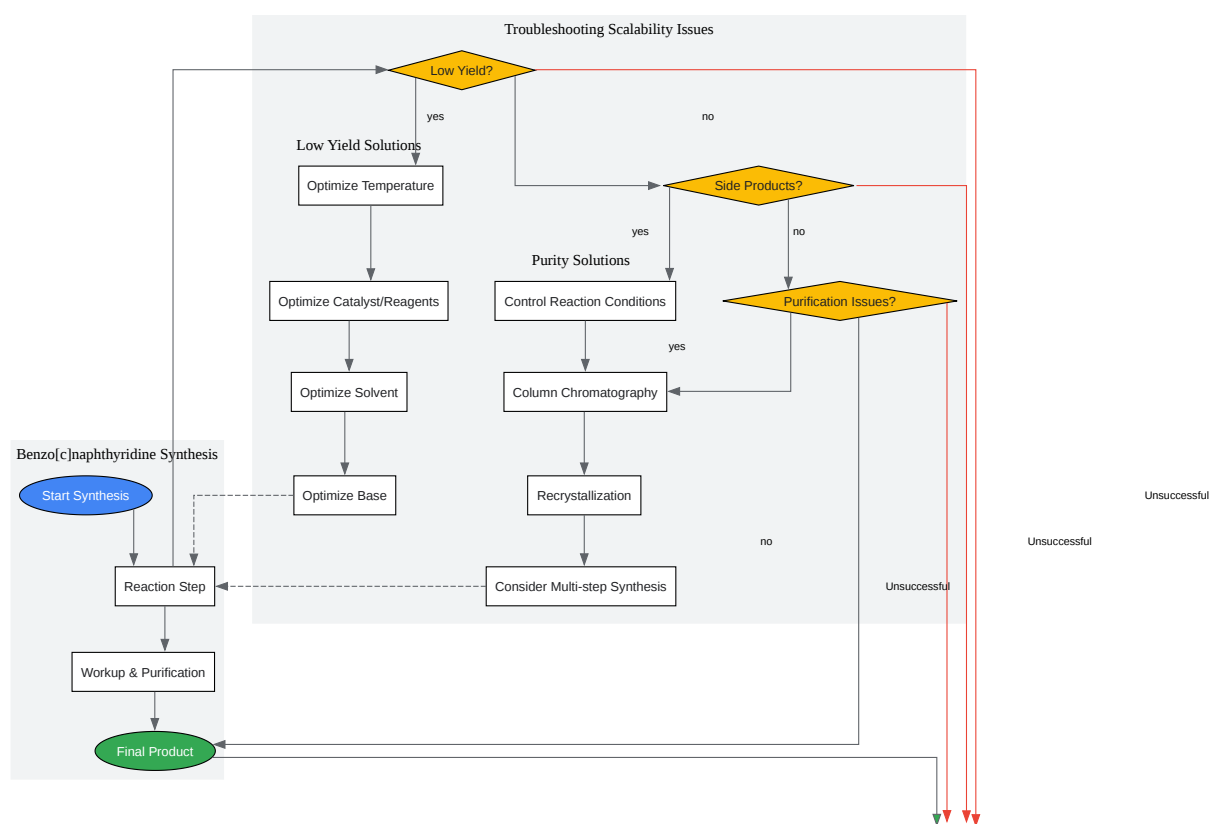 Troubleshooting Scalability Issues
Low Yield?
yes
no
Low Yield Solutions
Optimize Temperature
Side Products?
yes
no
Purity Solutions
Optimize Catalyst/Reagents
Control Reaction Conditions
Purification Issues?
yes
Optimize Solvent
Column Chromatography
Benzo[c]naphthyridine Synthesis
Start Synthesis
Optimize Base
Recrystallization
Unsuccessful
no
Unsuccessful
Reaction Step
Consider Multi-step Synthesis
Unsuccessful
Workup & Purification
Final Product